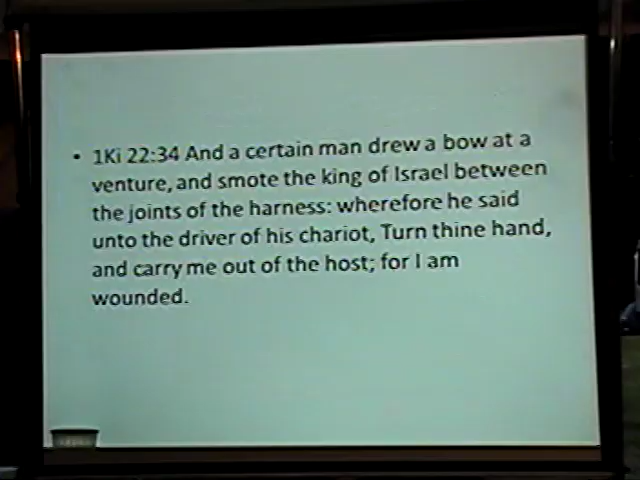 • 1Ki 22:34 And a certain man drew a bow at a
venture, and smote the king of Israel between
the joints of the harness: wherefore he said
unto the driver of his chariot, Turn thine hand,
and carry me out of the host; for I am
wounded.